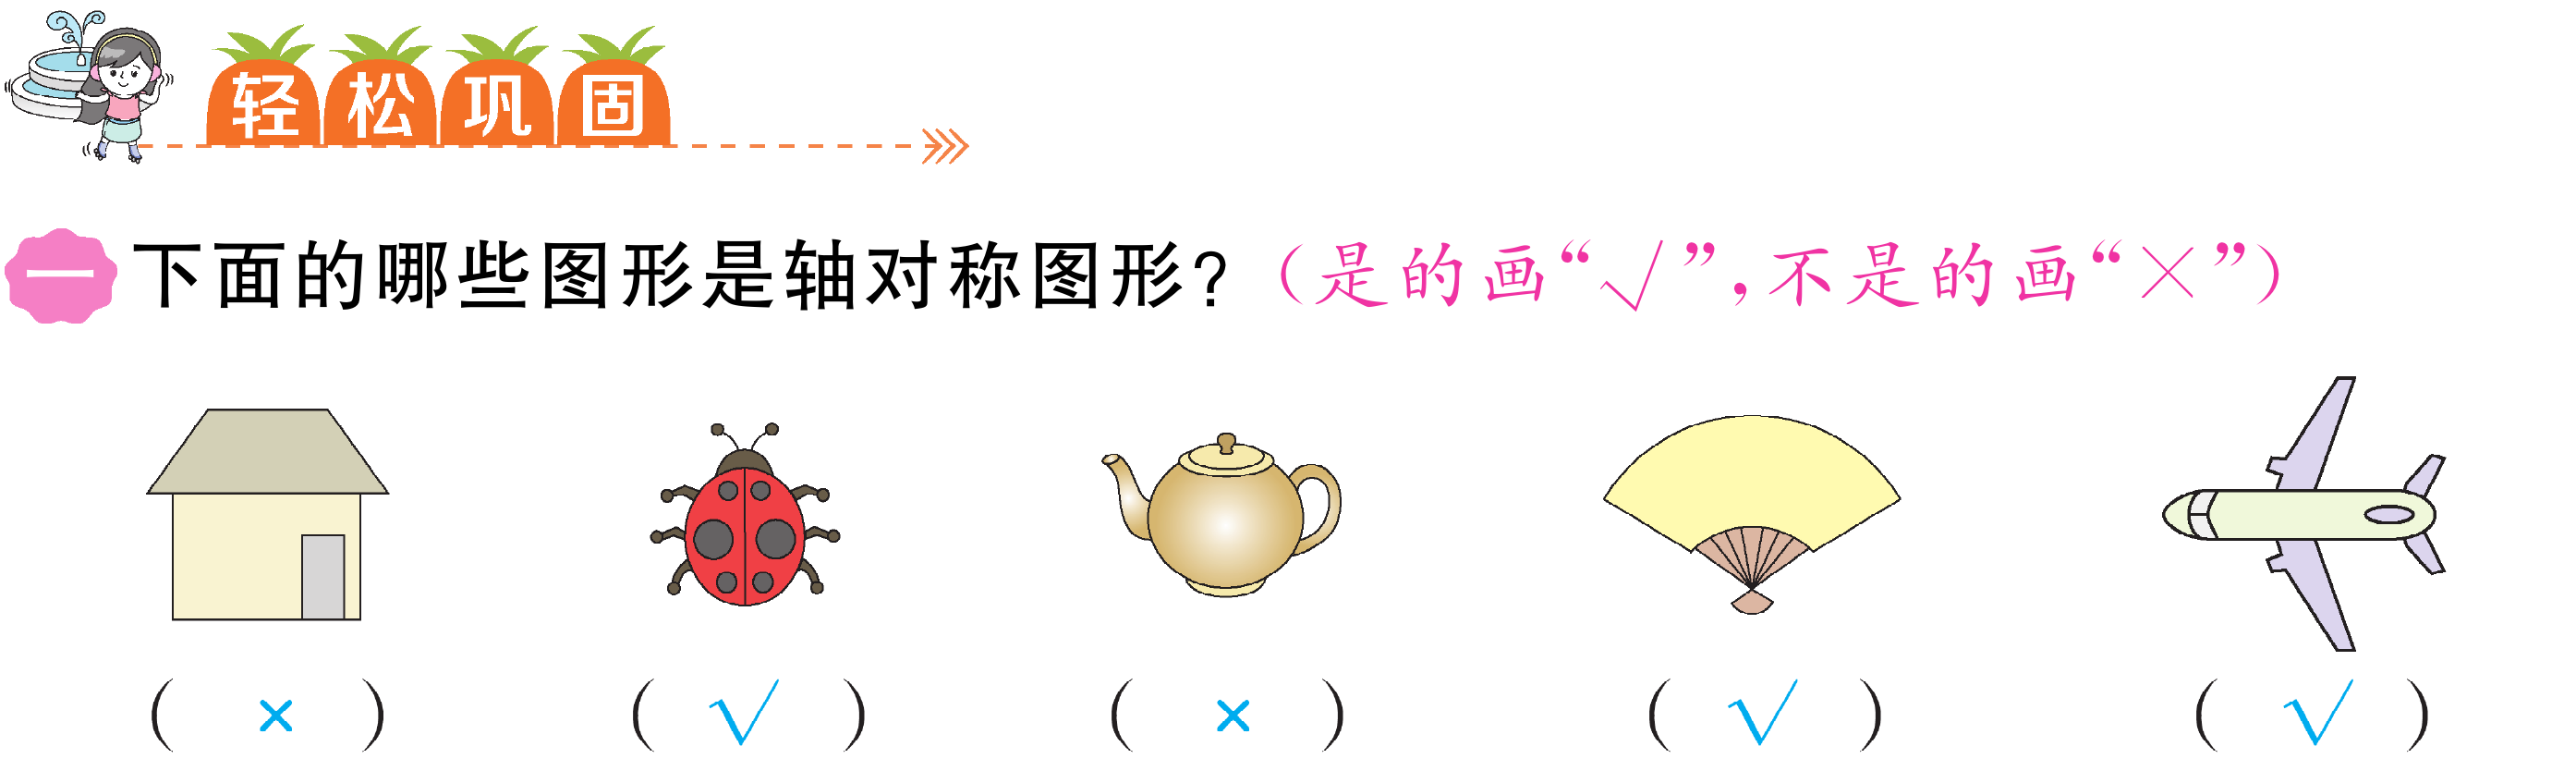 轻松巩固
一 下面的哪些图形是轴对称图形？（是的画“√”，不是的画“×”）
（ × ） （ √ ） （ × ） （ √ ） （ √ ）